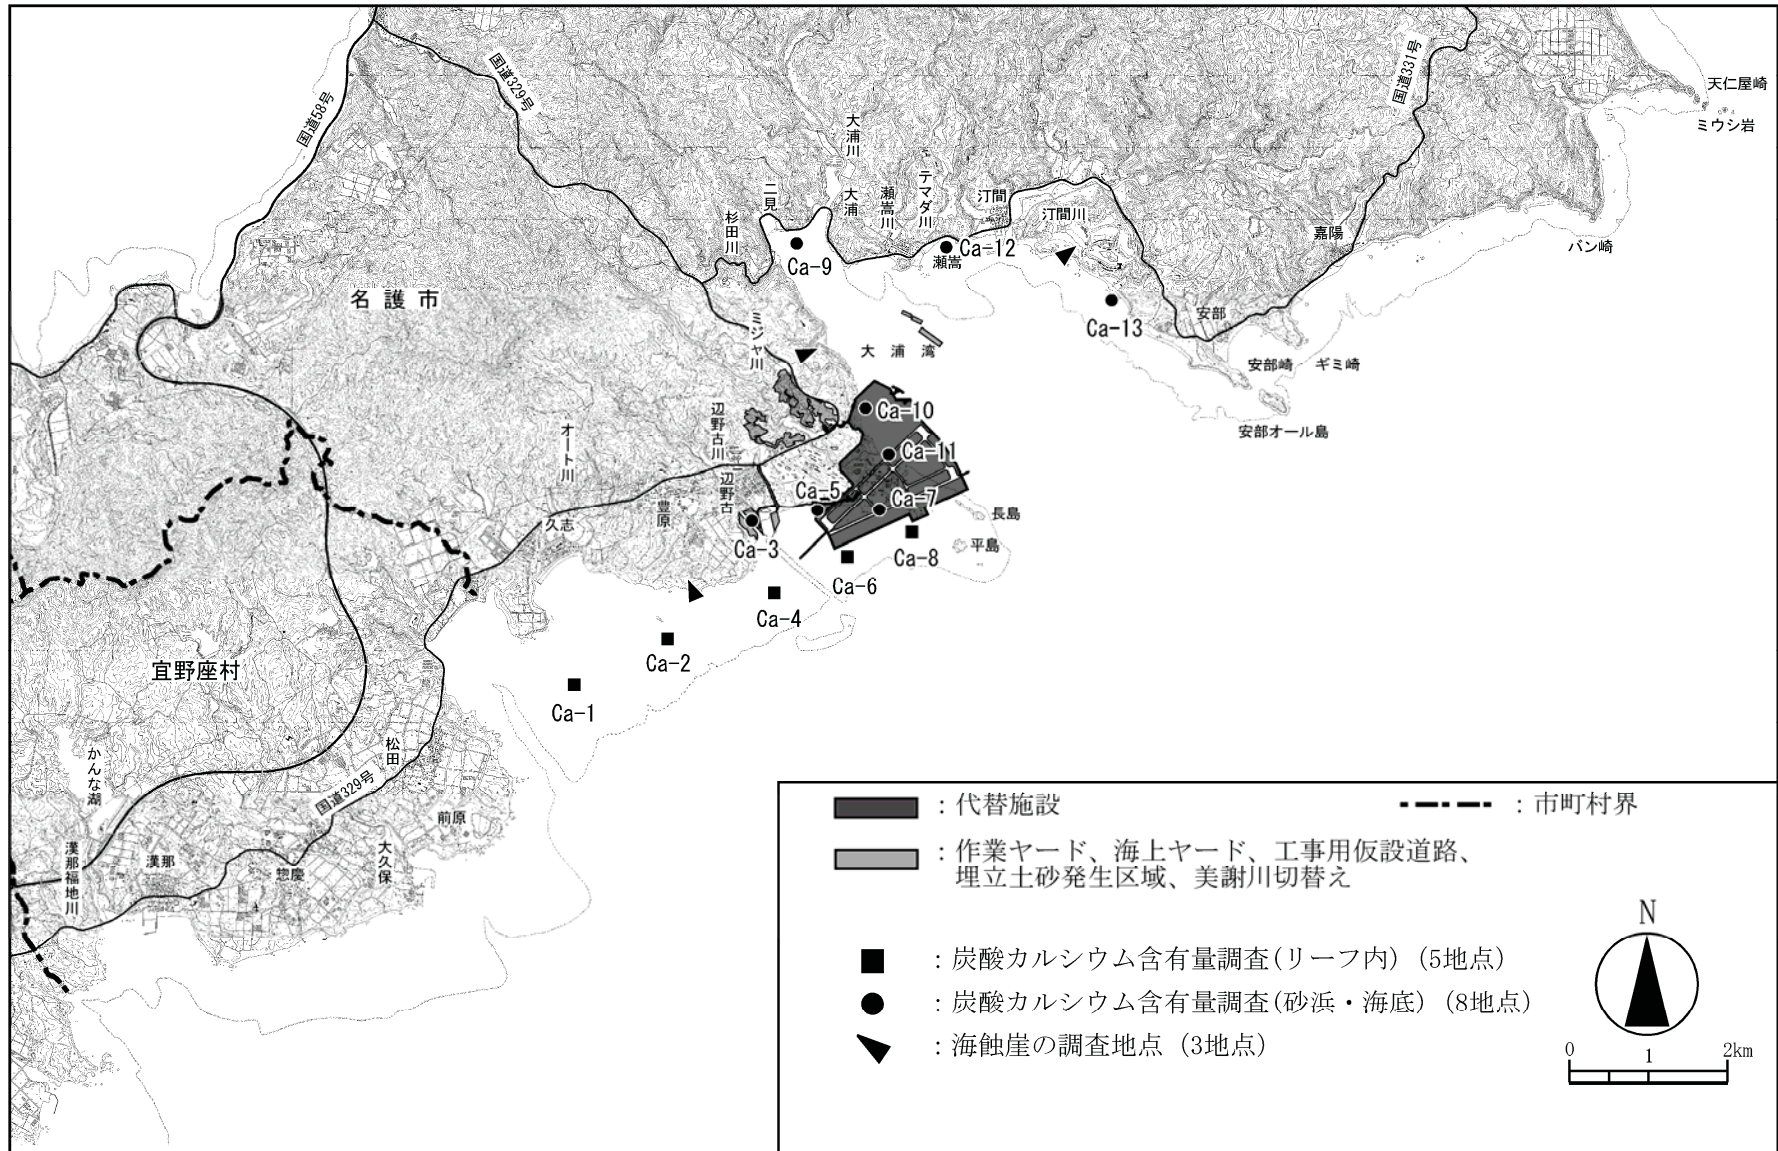 天仁屋崎
ミウシ岩
国道331号
国道329号
国道58号
大浦川
二見
大浦
瀬嵩川
テマダ川
汀間
汀間川
杉田川
嘉陽
バン崎
Ca-9
Ca-12
瀬嵩
名護市
Ca-13
安部
ミジャ川
大浦湾
安部崎
ギミ崎
安部オール島
Ca-10
辺野古川
オート川
Ca-11
辺野古
Ca-5
Ca-7
豊原
久志
長島
Ca-3
Ca-8
平島
Ca-6
Ca-4
Ca-2
宜野座村
Ca-1
松田
かんな湖
国道329号
前原
漢那福地川
漢那
惣慶
大久保
：代替施設
：市町村界
：作業ヤード、海上ヤード、工事用仮設道路、
埋立土砂発生区域、美謝川切替え
：炭酸カルシウム含有量調査(リーフ内)（5地点）
：炭酸カルシウム含有量調査(砂浜・海底)（8地点）
：海蝕崖の調査地点（3地点）
N
0 1 2km